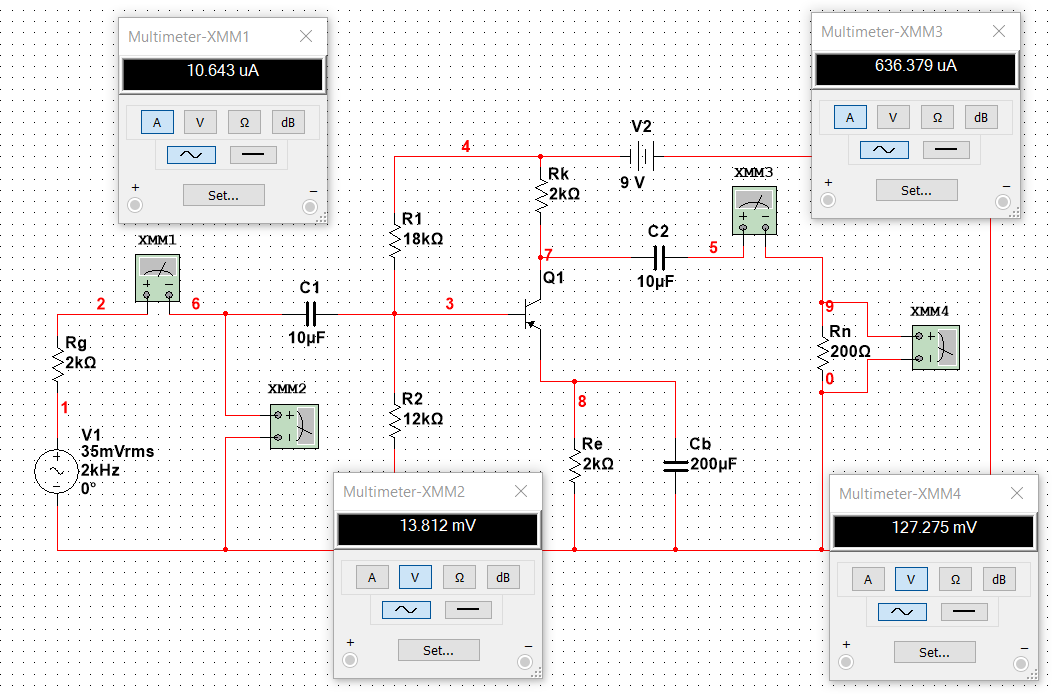 Multimeter-XMM1
10.643 uA
A V Ω dB
Set...
+ −
Multimeter-XMM3
636.379 uA
A V Ω dB
Set...
+ −
V2
9 V
4
Rk
2kΩ
XMM3
+ −
R1
18kΩ
C2
10µF
5
7
Q1
XMM1
+ −
2
6
C1
10µF
3
9
XMM4
+ −
Rn
200Ω
0
Rg
2kΩ
XMM2
+ −
1
R2
12kΩ
8
V1
35mVrms
2kHz
0°
Re
2kΩ
Cb
200µF
Multimeter-XMM2
13.812 mV
A V Ω dB
+ −
Set...
Multimeter-XMM4
127.275 mV
A V Ω dB
+ −
Set...